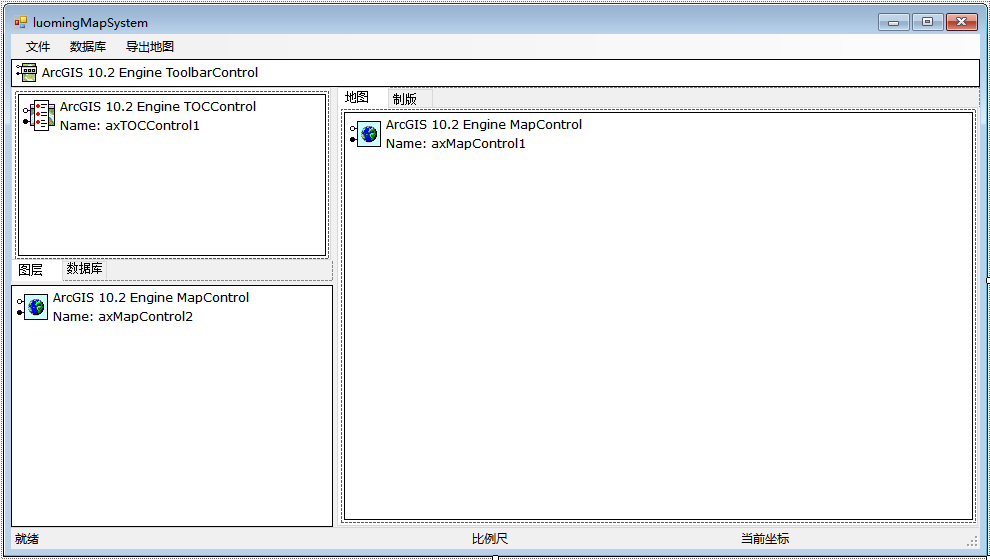 luomingMapSystem
文件 数据库 导出地图
ArcGIS 10.2 Engine ToolbarControl
ArcGIS 10.2 Engine TOCControl
Name: axTOCControl1
图层 数据库
ArcGIS 10.2 Engine MapControl
Name: axMapControl2
地图 制版
ArcGIS 10.2 Engine MapControl
Name: axMapControl1
就绪 比例尺 当前坐标